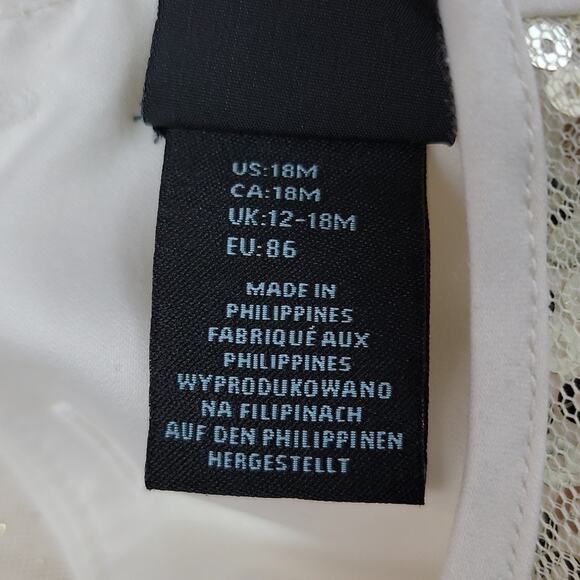 US:18M
CA:18M
UK:12-18M
EU:86
MADE IN
PHILIPPINES
FABRIQUÉ AUX
PHILIPPINES
WYPRODUKOWANO
NA FILIPINACH
AUF DEN PHILIPPINEN
HERGESTELLT